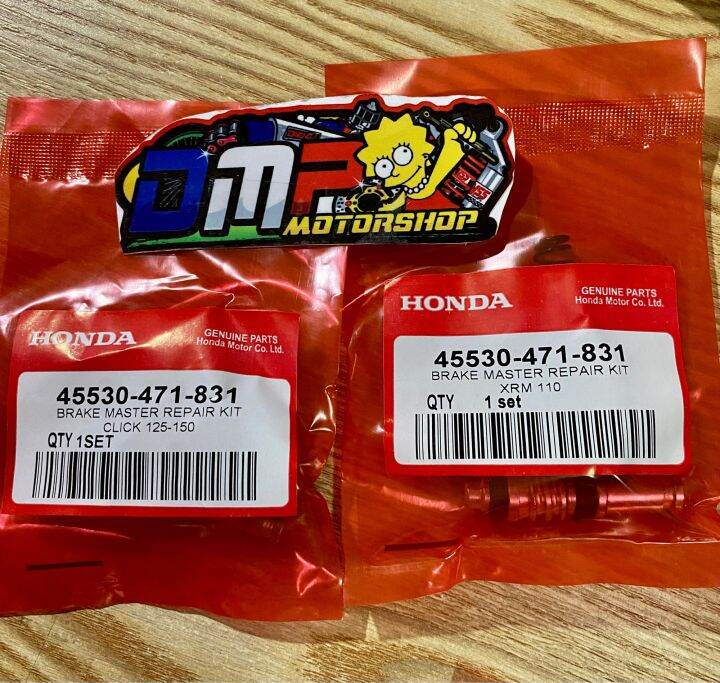 DMP
MOTORSHOP
HONDA
GENUINE PARTS
Honda Motor Co. Ltd.
45530-471-831
BRAKE MASTER REPAIR KIT
CLICK 125-150
QTY 1SET
HONDA
GENUINE PARTS
Honda Motor Co. Ltd.
45530-471-831
BRAKE MASTER REPAIR KIT
XRM 110
QTY 1 set